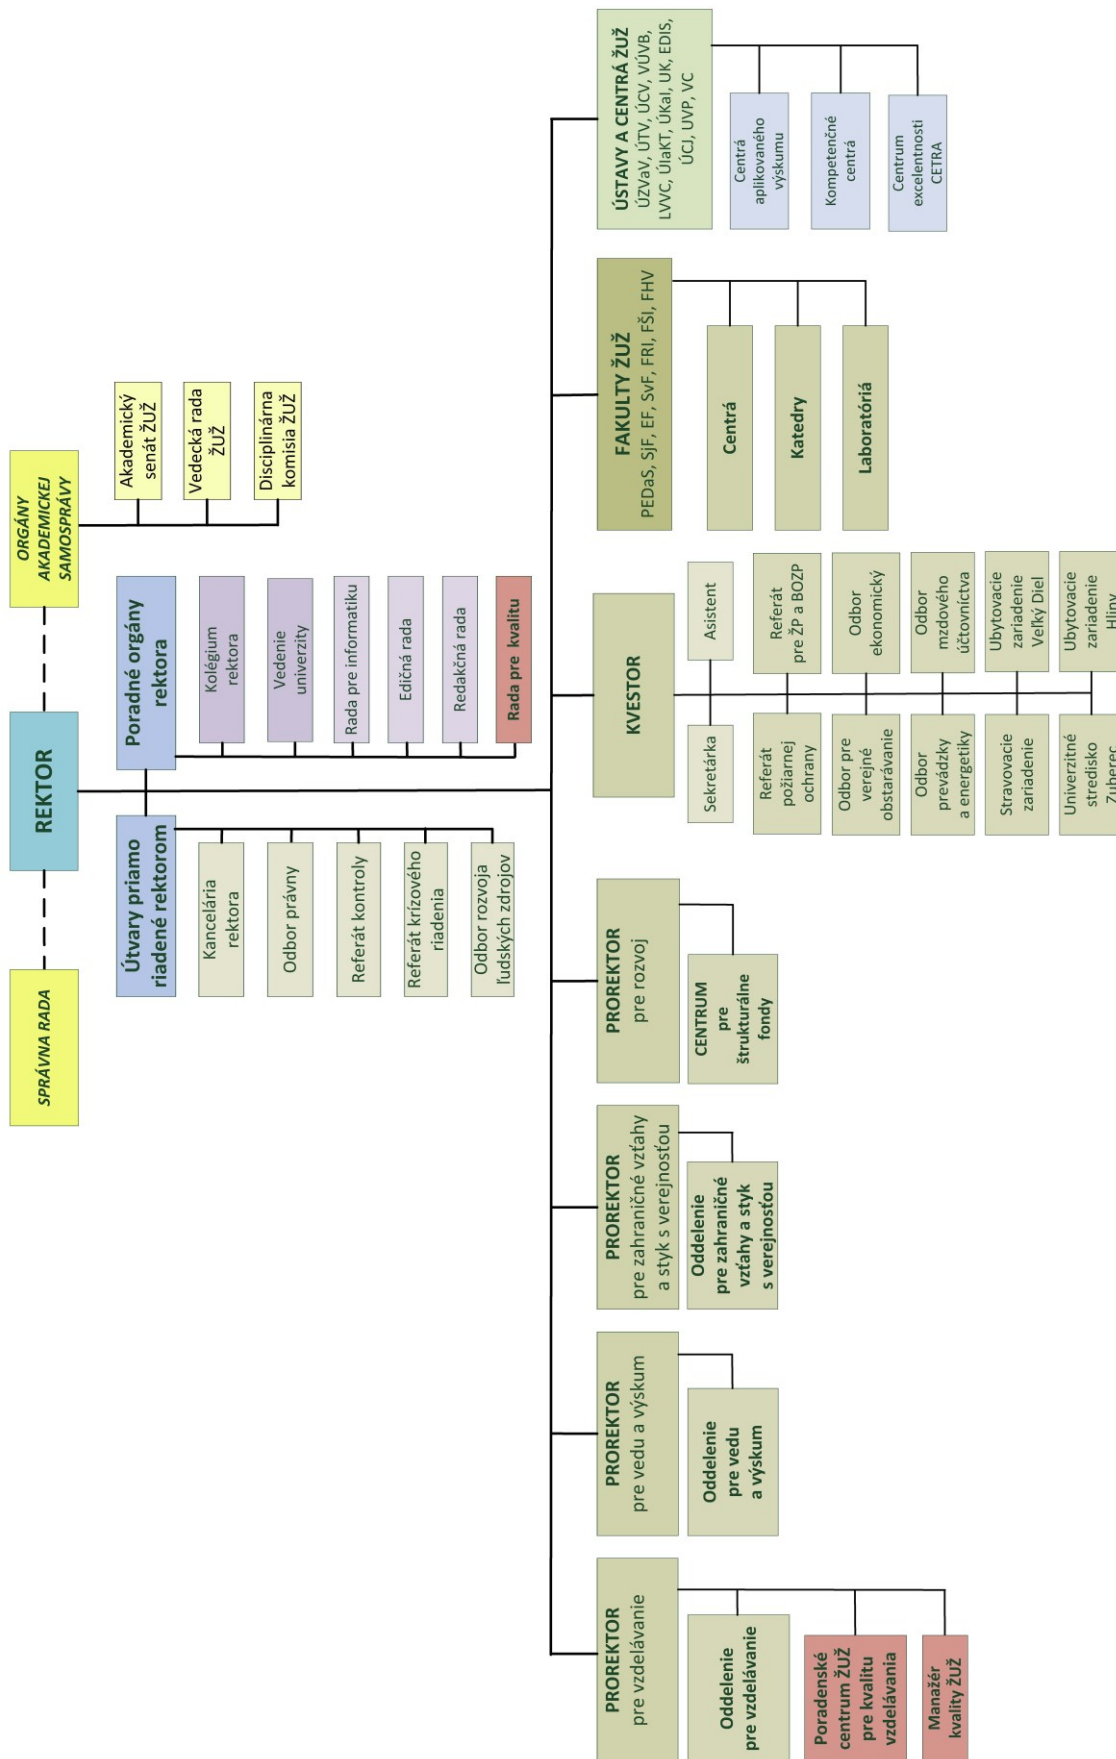 SPRÁVNA RADA
REKTOR
ORGÁNY
AKADEMICKEJ
SAMOSPRÁVY
Akademický
senát ŽUŽ
Vedecká rada
ŽUŽ
Disciplinárna
komisia ŽUŽ
Útvary priamo
riadené rektorom
Kancelária
rektora
Odbor právny
Referát kontroly
Referát krízového
riadenia
Odbor rozvoja
ľudských zdrojov
Poradné orgány
rektora
Kolégium
rektora
Vedenie
univerzity
Rada pre informatiku
Edičná rada
Redakčná rada
Rada pre kvalitu
PROREKTOR
pre vzdelávanie
Oddelenie
pre vzdelávanie
Poradenské
centrum ŽUŽ
pre kvalitu
vzdelávania
Manažér
kvality ŽUŽ
PROREKTOR
pre vedu a výskum
Oddelenie
pre vedu
a výskum
PROREKTOR
pre zahraničné vzťahy
a styk s verejnosťou
Oddelenie
pre zahraničné
vzťahy a styk
s verejnosťou
PROREKTOR
pre rozvoj
CENTRUM
pre
štrukturálne
fondy
KVESTOR
Sekretárka
Asistent
Referát
požiarnej
ochrany
Referát
pre ŽP a BOZP
Odbor pre
verejné
obstarávanie
Odbor
ekonomický
Odbor
prevádzky
a energetiky
Odbor
mzdového
účtovníctva
Stravovacie
zariadenie
Ubytovacie
zariadenie
Veľký Diel
Univerzitné
stredisko
Zuberec
Ubytovacie
zariadenie
Hliny
FAKULTY ŽUŽ
PEDaS, SjF, EF, SvF, FRI, FŠI, FHV
Centrá
Katedry
Laboratóriá
ÚSTAVY A CENTRÁ ŽUŽ
ÚZVaV, ÚTV, ÚCV, VÚVB,
LVVC, ÚIaKT, ÚKaI, UK, EDIS,
ÚCJ, UVP, VC
Centrá
aplikovaného
výskumu
Kompetenčné
centrá
Centrum
excelentnosti
CETRA